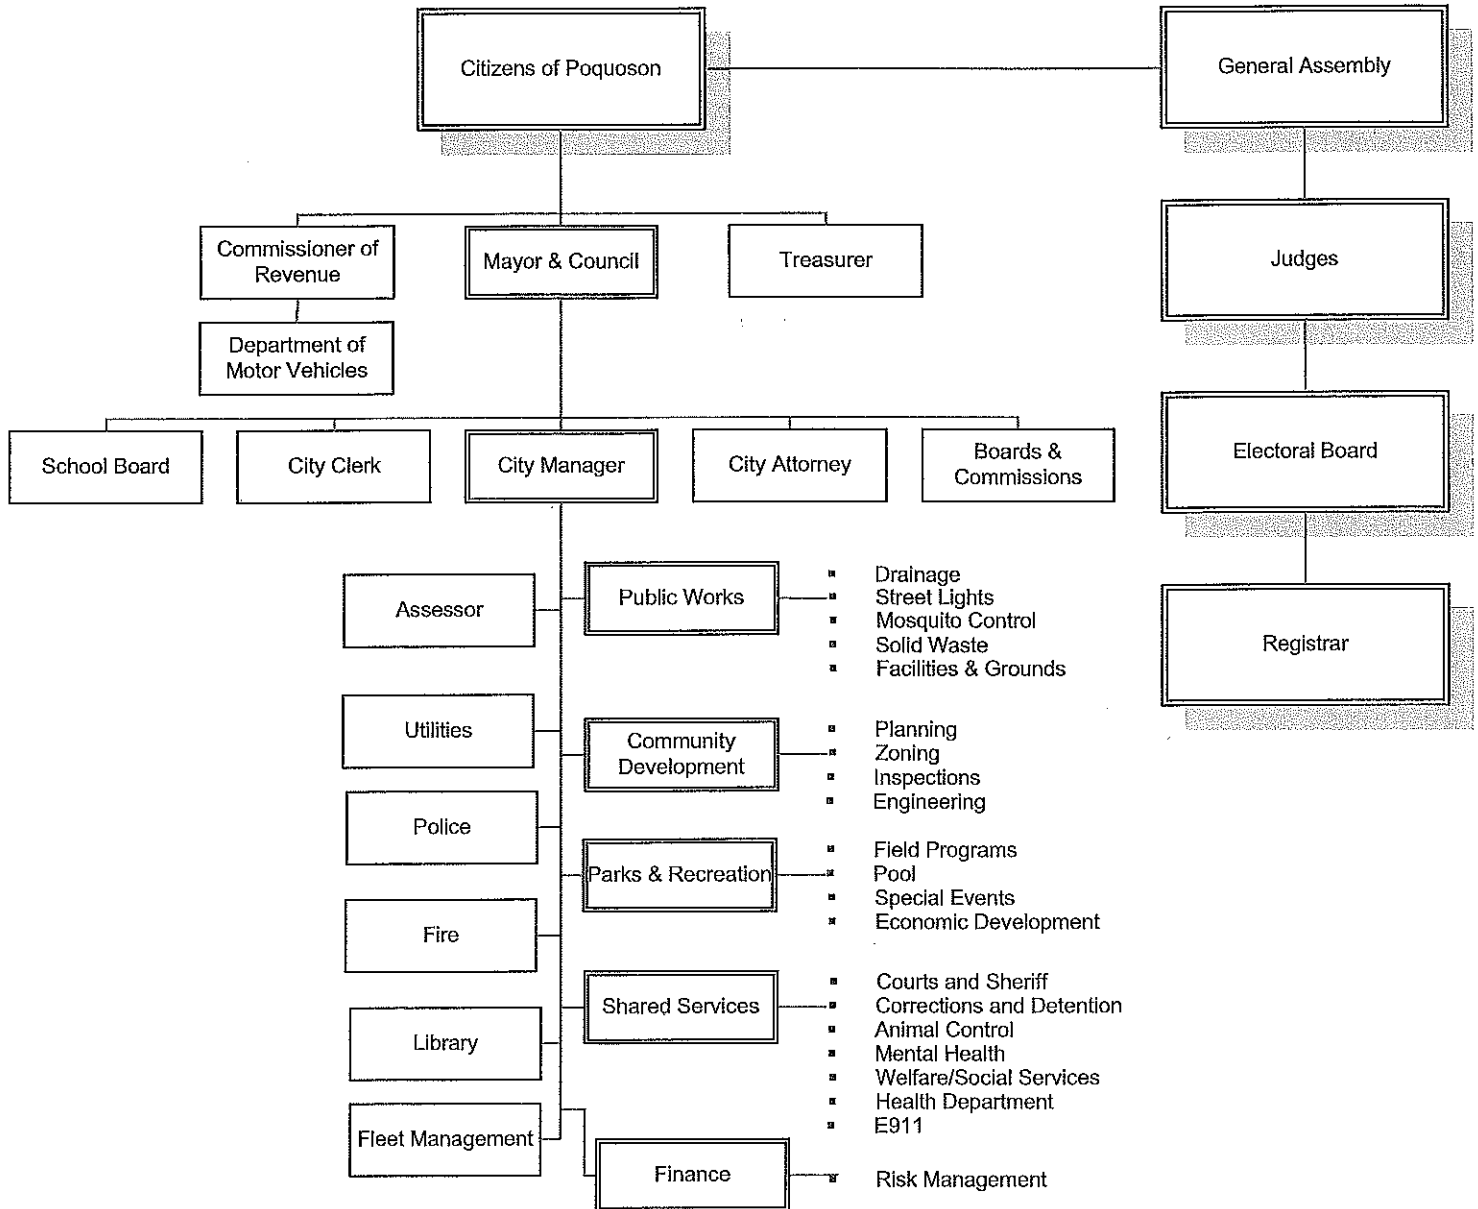 Citizens of Poquoson
General Assembly
Commissioner of
Revenue
Mayor & Council
Treasurer
Judges
Department of
Motor Vehicles
School Board
City Clerk
City Manager
City Attorney
Boards &
Commissions
Electoral Board
Assessor
Public Works
▪ Drainage
▪ Street Lights
▪ Mosquito Control
▪ Solid Waste
▪ Facilities & Grounds
Registrar
Utilities
Community
Development
▪ Planning
▪ Zoning
▪ Inspections
▪ Engineering
Police
Parks & Recreation
▪ Field Programs
▪ Pool
▪ Special Events
▪ Economic Development
Fire
Shared Services
▪ Courts and Sheriff
▪ Corrections and Detention
▪ Animal Control
▪ Mental Health
▪ Welfare/Social Services
▪ Health Department
▪ E911
Library
Fleet Management
Finance
▪ Risk Management